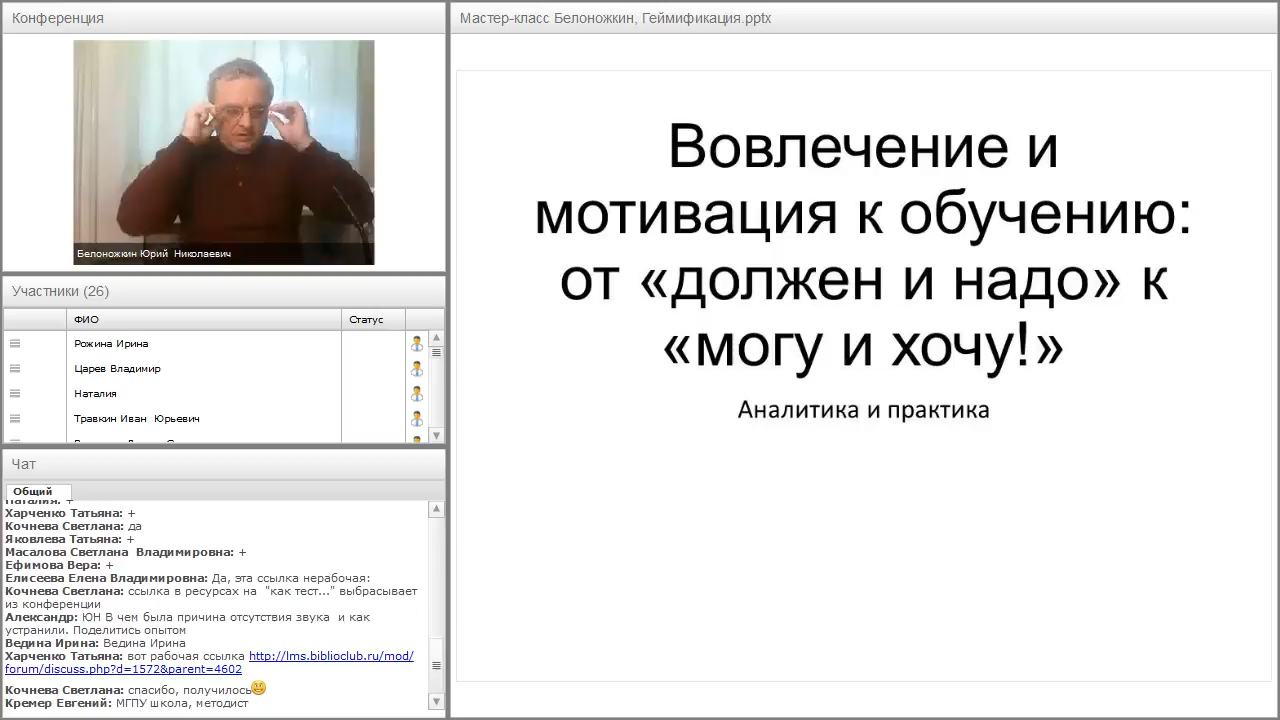 Конференция
Белоножкин Юрий Николаевич
Участники (26)
ФИО
Статус
Рожина Ирина
Царев Владимир
Наталия
Травкин Иван Юрьевич
Чат
Общий
Наталия: +
Харченко Татьяна: +
Кочнева Светлана: да
Яковлева Татьяна: +
Масалова Светлана Владимировна: +
Ефимова Вера: +
Елисеева Елена Владимировна: Да, эта ссылка нерабочая:
Кочнева Светлана: ссылка в ресурсах на "как тест..." выбрасывает
из конференции
Александр: ЮН В чем была причина отсутствия звука и как
устранили. Поделитись опытом
Ведина Ирина: Ведина Ирина
Харченко Татьяна: вот рабочая ссылка http://lms.biblioclub.ru/mod/
forum/discuss.php?d=1572&parent=4602
Кочнева Светлана: спасибо, получилось
Кремер Евгений: МГПУ школа, методист
Мастер-класс Белоножкин, Геймификация.pptx
Вовлечение и
мотивация к обучению:
от «должен и надо» к
«могу и хочу!»
Аналитика и практика